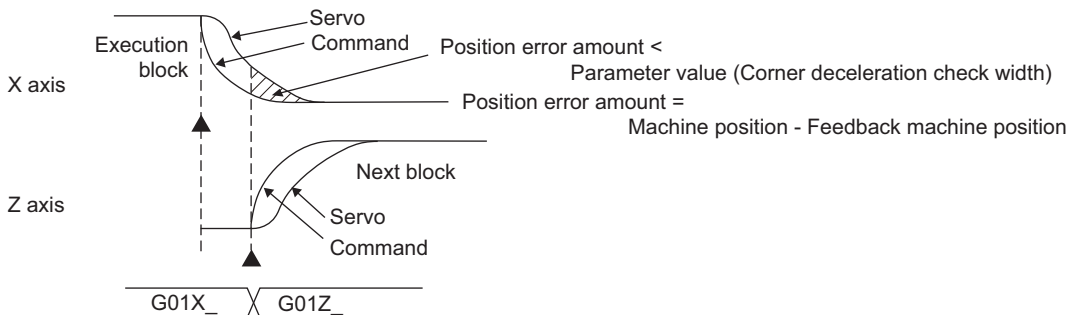 Servo
Command
Execution
block
Position error amount <
Parameter value (Corner deceleration check width)
X axis
Position error amount =
Machine position - Feedback machine position
Next block
Z axis
Servo
Command
G01X_
G01Z_